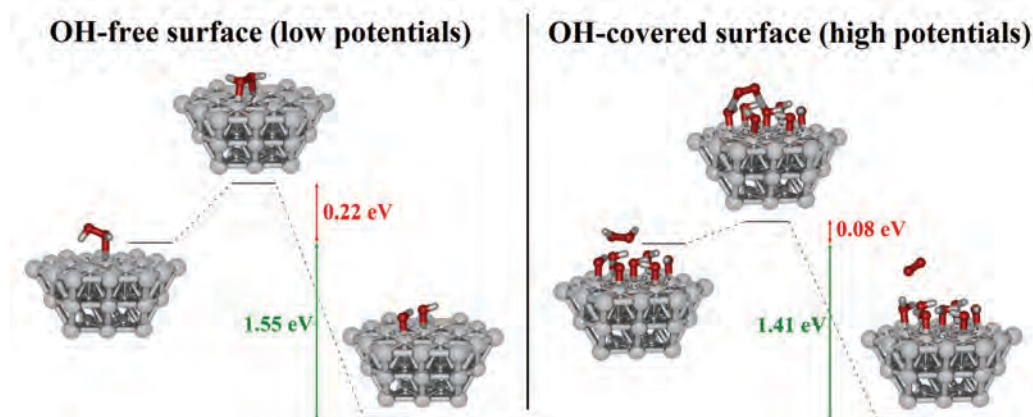 OH-free surface (low potentials)
0.22 eV
1.55 eV
OH-covered surface (high potentials)
0.08 eV
1.41 eV